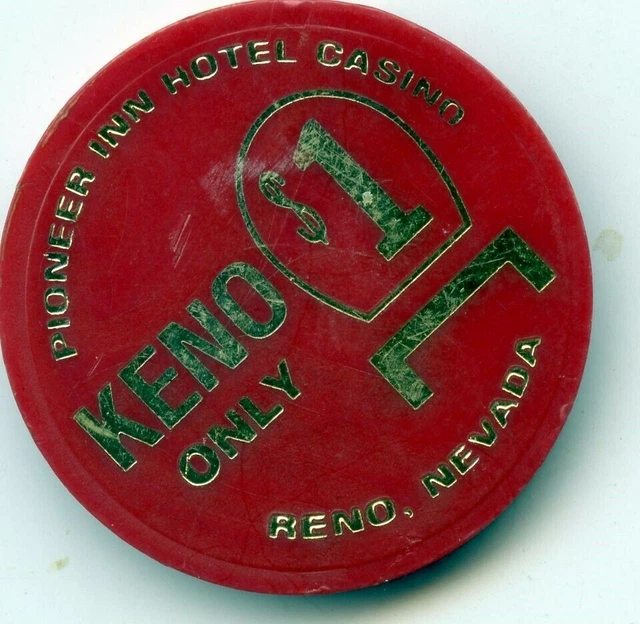 PIONEER INN HOTEL CASINO
$1
KENO
ONLY
RENO, NEVADA